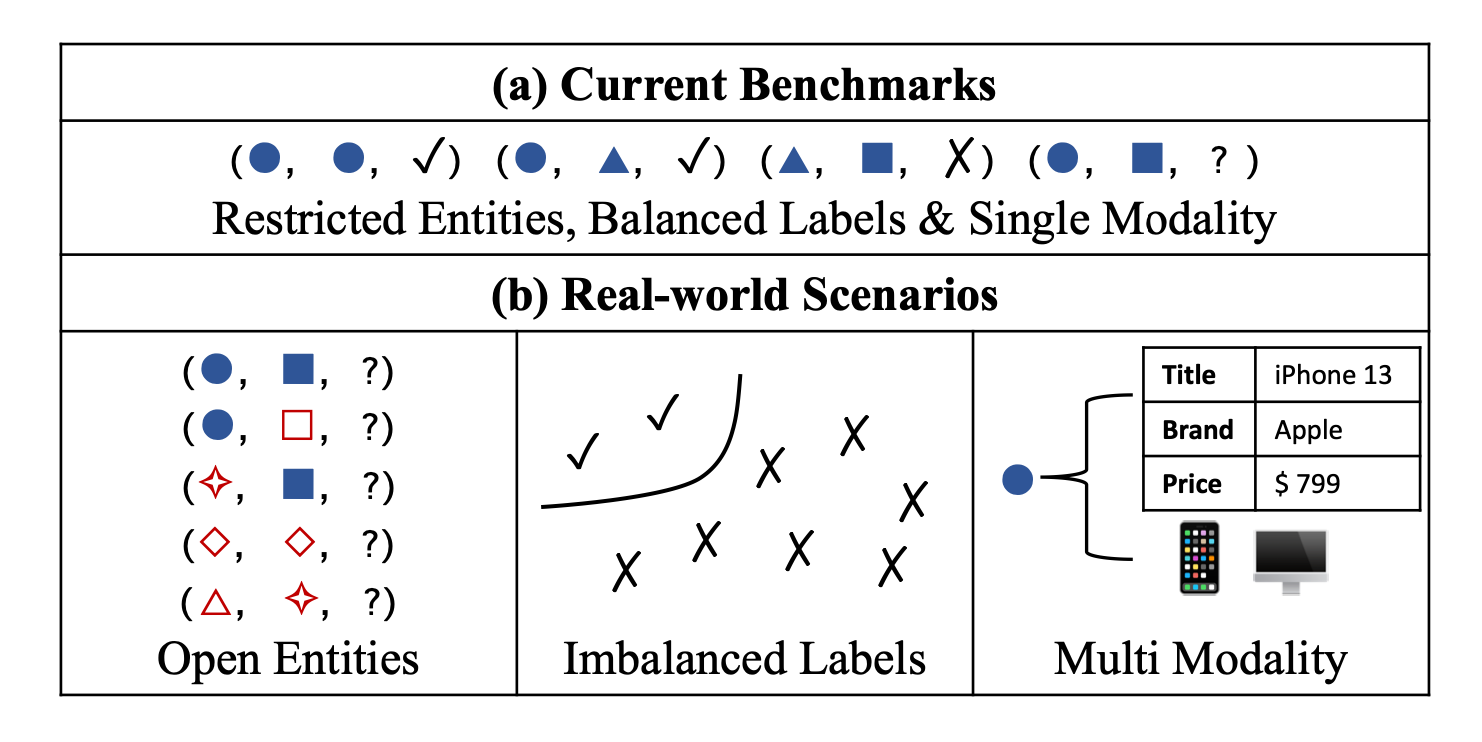 (a) Current Benchmarks
(●, ●, ✓) (●, ▲, ✓) (▲, ■, ✗) (●, ■, ? )
Restricted Entities, Balanced Labels & Single Modality
(b) Real-world Scenarios
(●, ■, ?)
(●, □, ?)
(✧, ■, ?)
(◇, ◇, ?)
(△, ✧, ?)
Open Entities
Imbalanced Labels
Title iPhone 13
Brand Apple
Price $ 799
Multi Modality